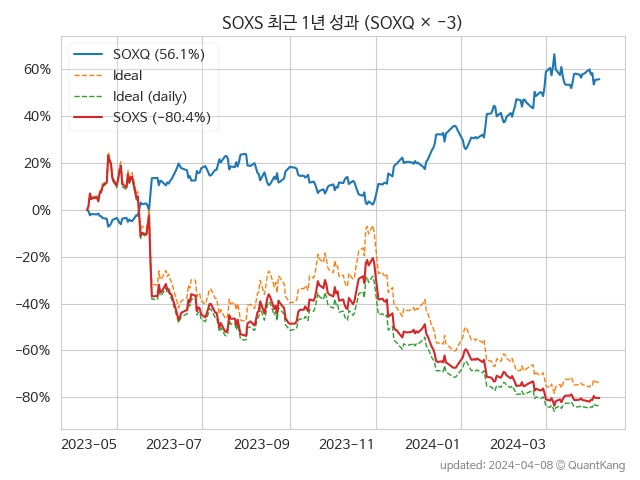 SOXS 최근 1년 성과 (SOXQ × −3)
SOXQ (56.1%)
Ideal
Ideal (daily)
SOXS (−80.4%)
60%
40%
20%
0%
−20%
−40%
−60%
−80%
2023-05
2023-07
2023-09
2023-11
2024-01
2024-03
updated: 2024-04-08 © QuantKang